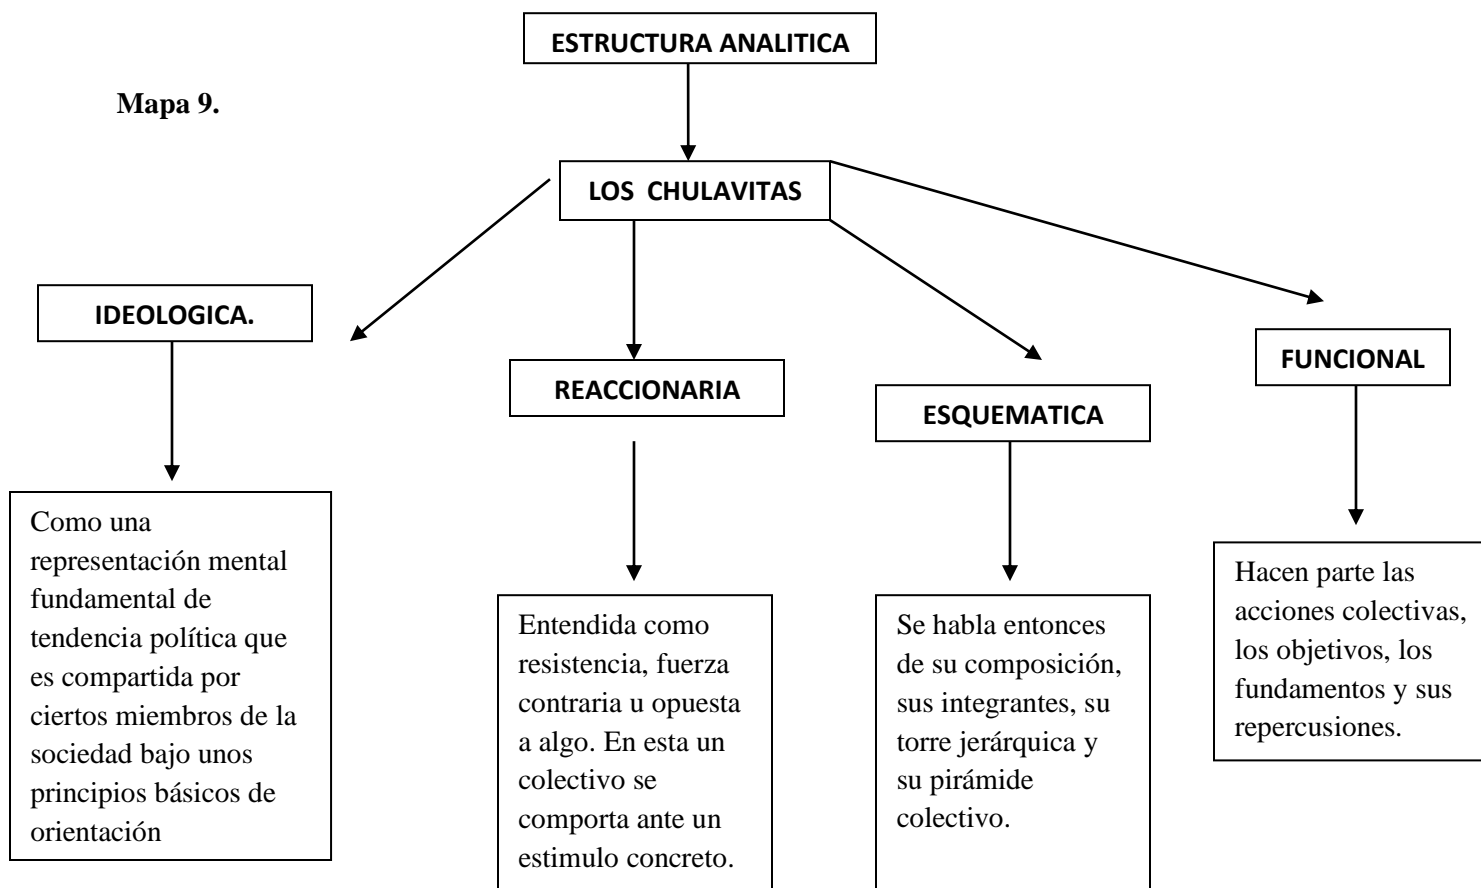 ESTRUCTURA ANALITICA
Mapa 9.
LOS CHULAVITAS
IDEOLOGICA.
REACCIONARIA
ESQUEMATICA
FUNCIONAL
Como una
representación mental
fundamental de
tendencia política que
es compartida por
ciertos miembros de la
sociedad bajo unos
principios básicos de
orientación
Entendida como
resistencia, fuerza
contraria u opuesta
a algo. En esta un
colectivo se
comporta ante un
estimulo concreto.
Se habla entonces
de su composición,
sus integrantes, su
torre jerárquica y
su pirámide
colectivo.
Hacen parte las
acciones colectivas,
los objetivos, los
fundamentos y sus
repercusiones.